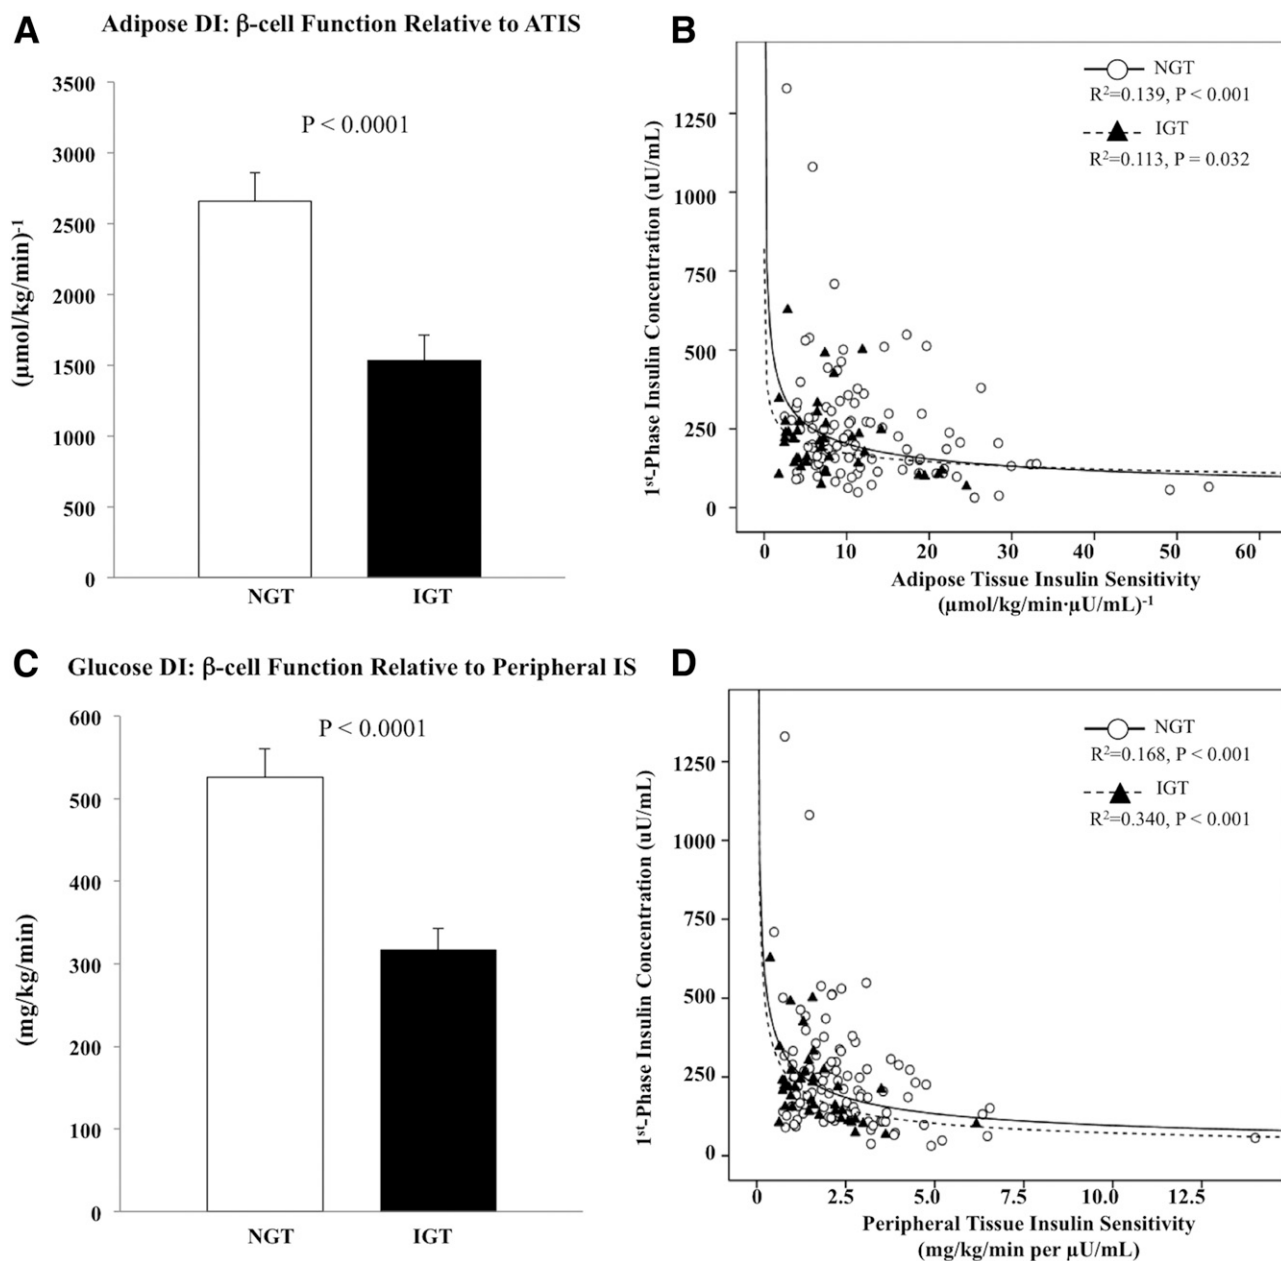 A
Adipose DI: β-cell Function Relative to ATIS
P < 0.0001
(μmol/kg/min)-1
3500
3000
2500
2000
1500
1000
500
0
NGT
IGT
B
NGT
R2=0.139, P < 0.001
IGT
R2=0.113, P = 0.032
1st-Phase Insulin Concentration (uU/mL)
1250
1000
750
500
250
0
0
10
20
30
40
50
60
Adipose Tissue Insulin Sensitivity
(μmol/kg/min·μU/mL)-1
C
Glucose DI: β-cell Function Relative to Peripheral IS
P < 0.0001
(mg/kg/min)
600
500
400
300
200
100
0
NGT
IGT
D
NGT
R2=0.168, P < 0.001
IGT
R2=0.340, P < 0.001
1st-Phase Insulin Concentration (uU/mL)
1250
1000
750
500
250
0
0
2.5
5.0
7.5
10.0
12.5
Peripheral Tissue Insulin Sensitivity
(mg/kg/min per μU/mL)